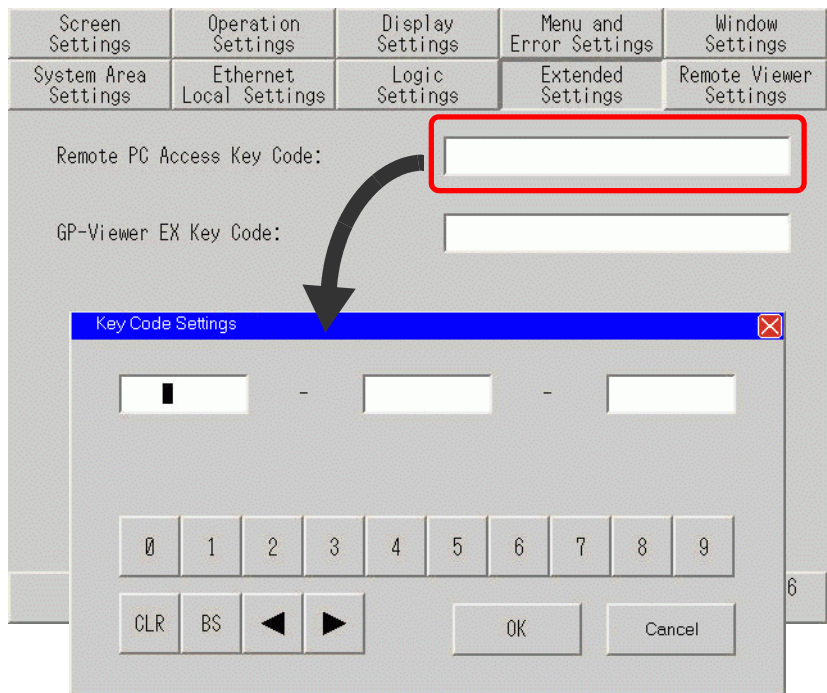 Screen
Settings
Operation
Settings
Display
Settings
Menu and
Error Settings
Window
Settings
System Area
Settings
Ethernet
Local Settings
Logic
Settings
Extended
Settings
Remote Viewer
Settings
Remote PC Access Key Code:
GP-Viewer EX Key Code:
Key Code Settings
- -
0 1 2 3 4 5 6 7 8 9
6
CLR BS ◀ ▶ OK Cancel